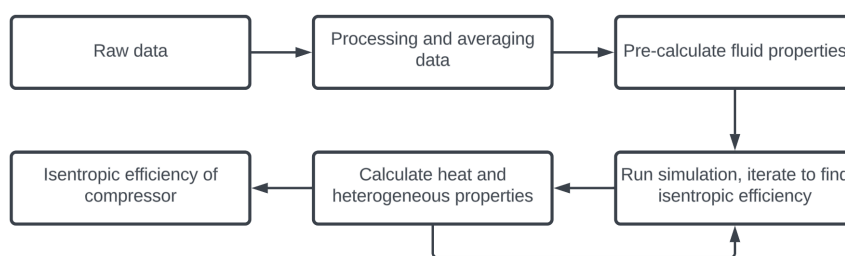 Raw data
Processing and averaging
data
Pre-calculate fluid properties
Isentropic efficiency of
compressor
Calculate heat and
heterogeneous properties
Run simulation, iterate to find
isentropic efficiency